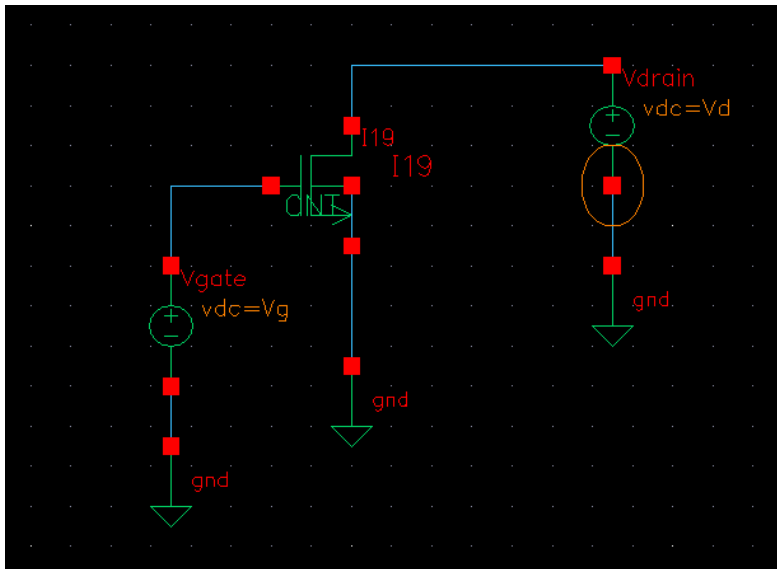 Vdrain
vdc=Vd
I19
I19
CNT
Vgate
vdc=Vg
gnd
gnd
gnd